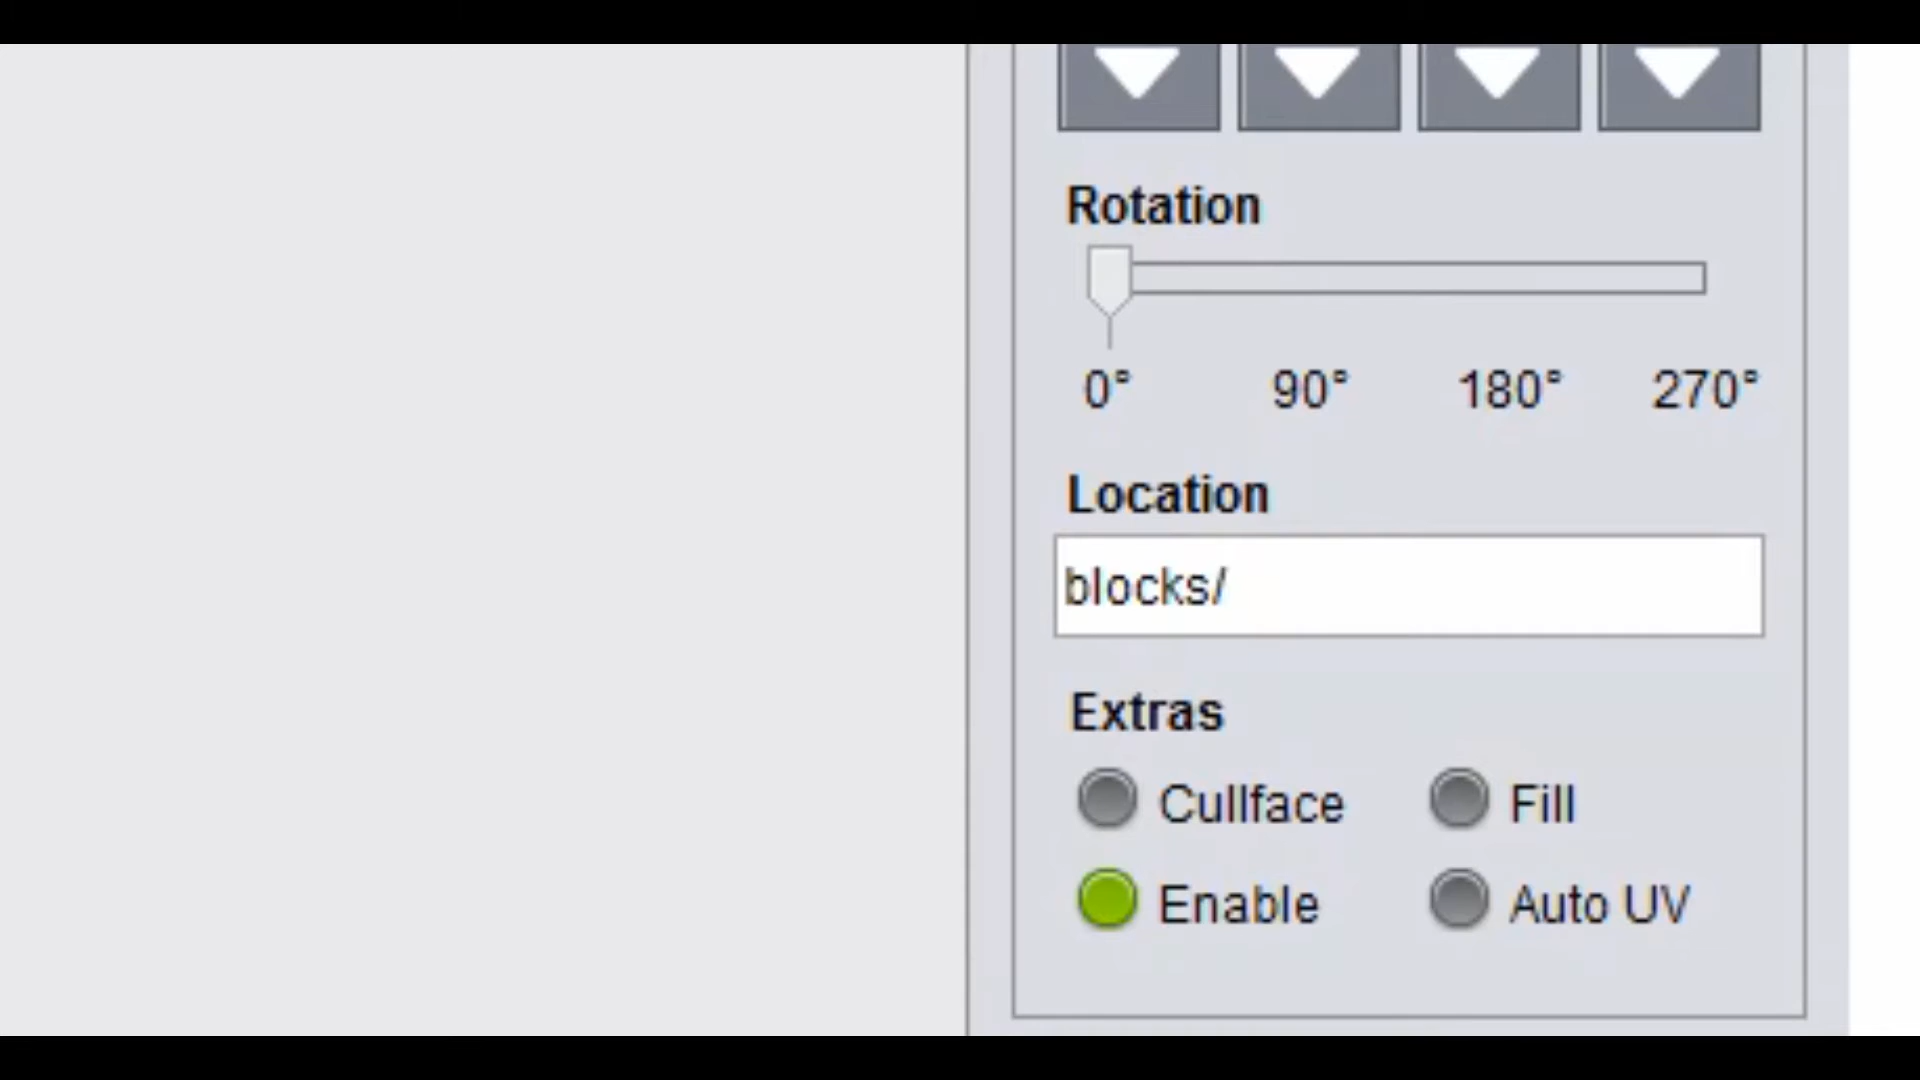 Rotation
0° 90° 180° 270°
Location
blocks/
Extras
Cullface Fill
Enable Auto UV